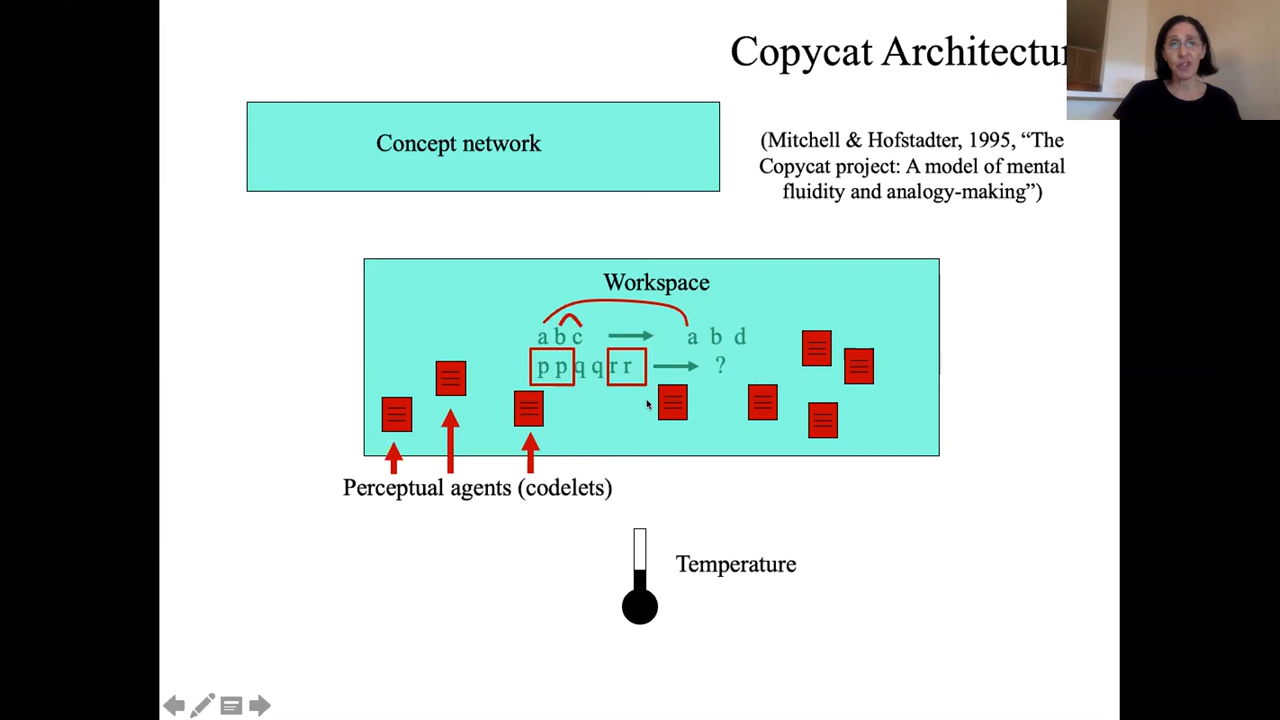 Copycat Architectu
Concept network
(Mitchell & Hofstadter, 1995, “The
Copycat project: A model of mental
fluidity and analogy-making”)
Workspace
a b c → a b d
p p q q r r → ?
Perceptual agents (codelets)
Temperature